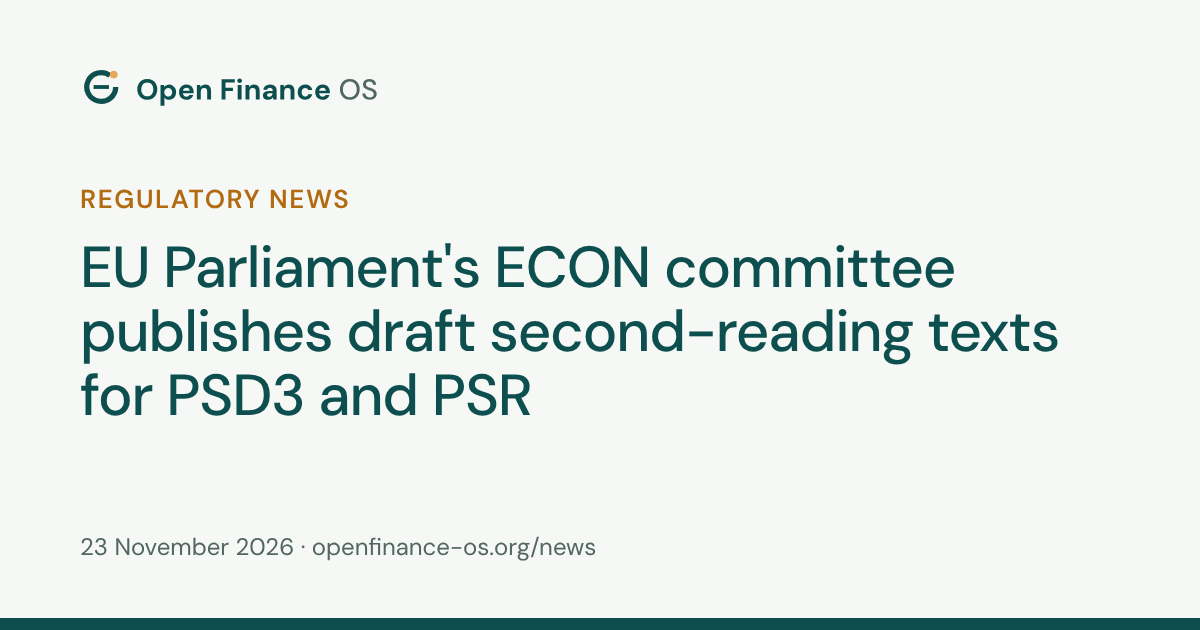 Open Finance OS
REGULATORY NEWS
EU Parliament's ECON committee
publishes draft second-reading texts
for PSD3 and PSR
23 November 2026 · openfinance-os.org/news